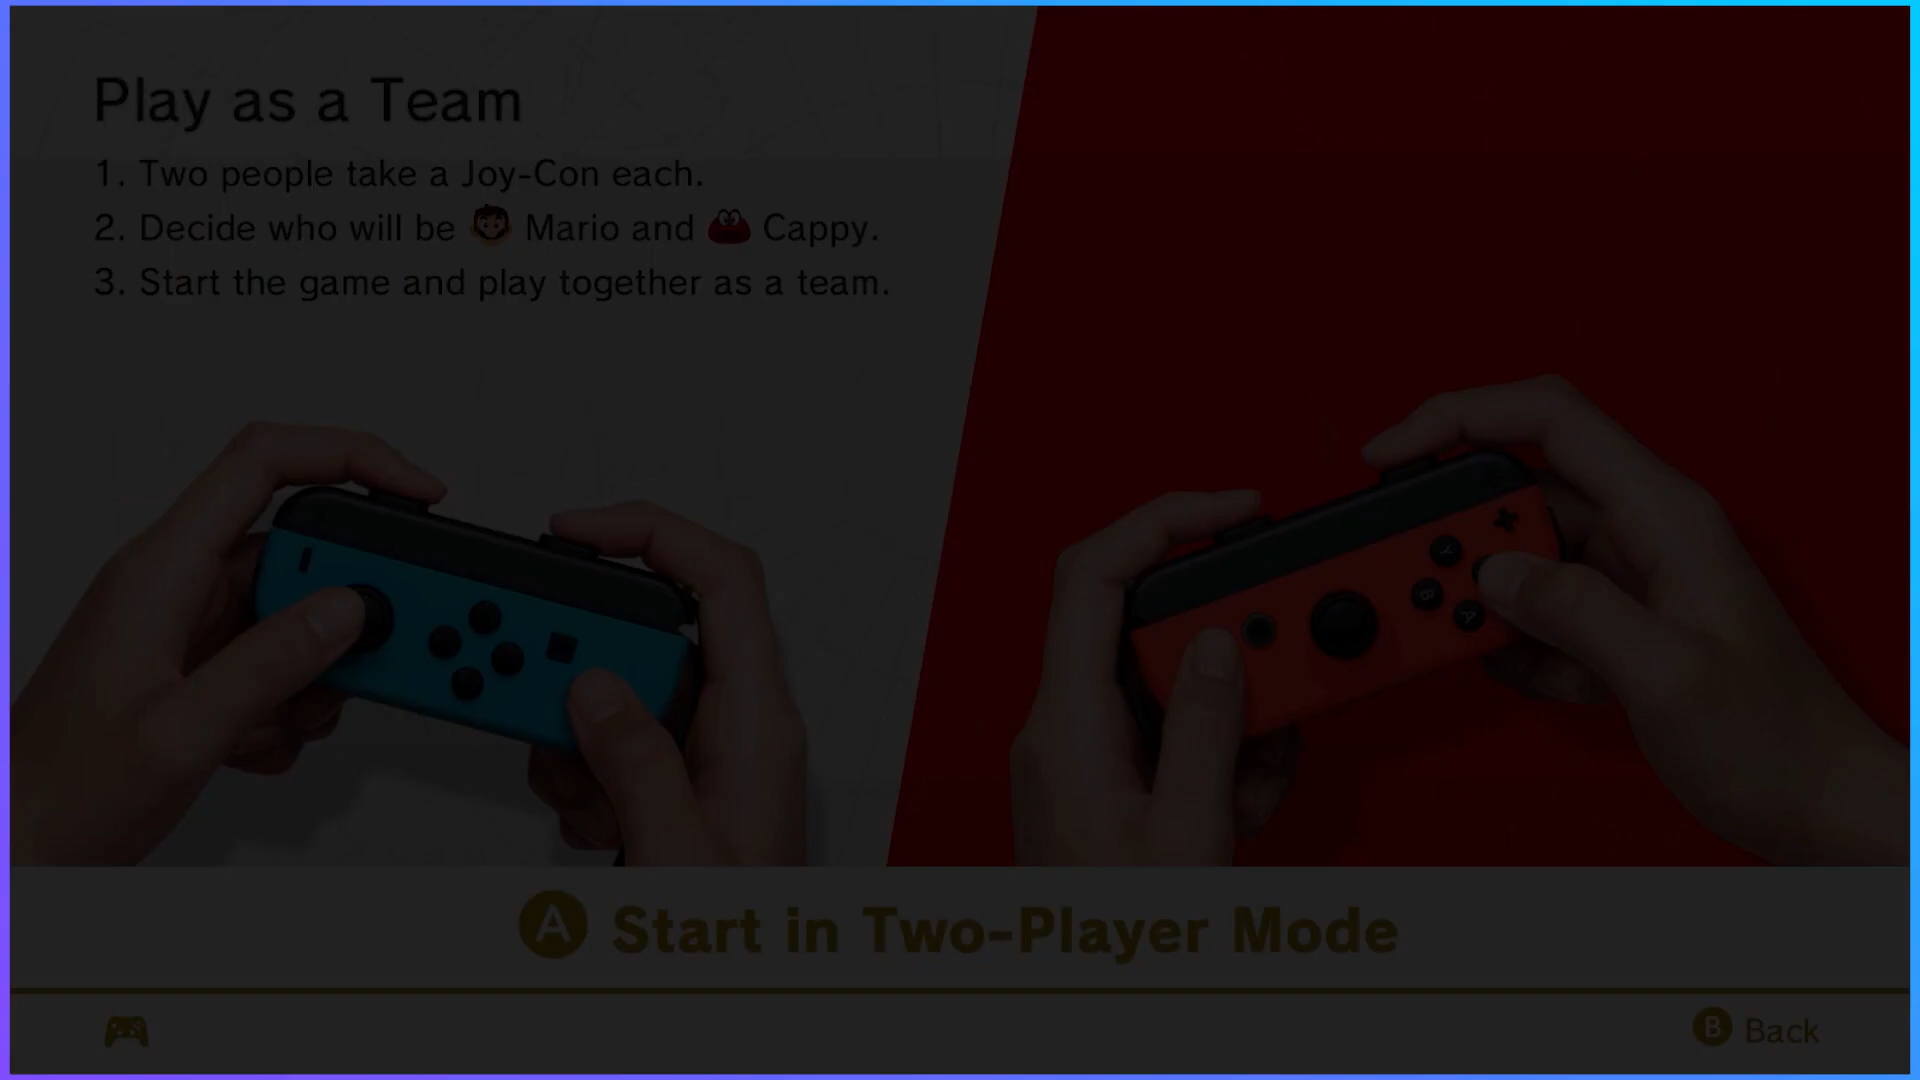 Play as a Team
1. Two people take a Joy-Con each.
2. Decide who will be Mario and Cappy.
3. Start the game and play together as a team.
Y
B
A
A Start in Two-Player Mode
B Back